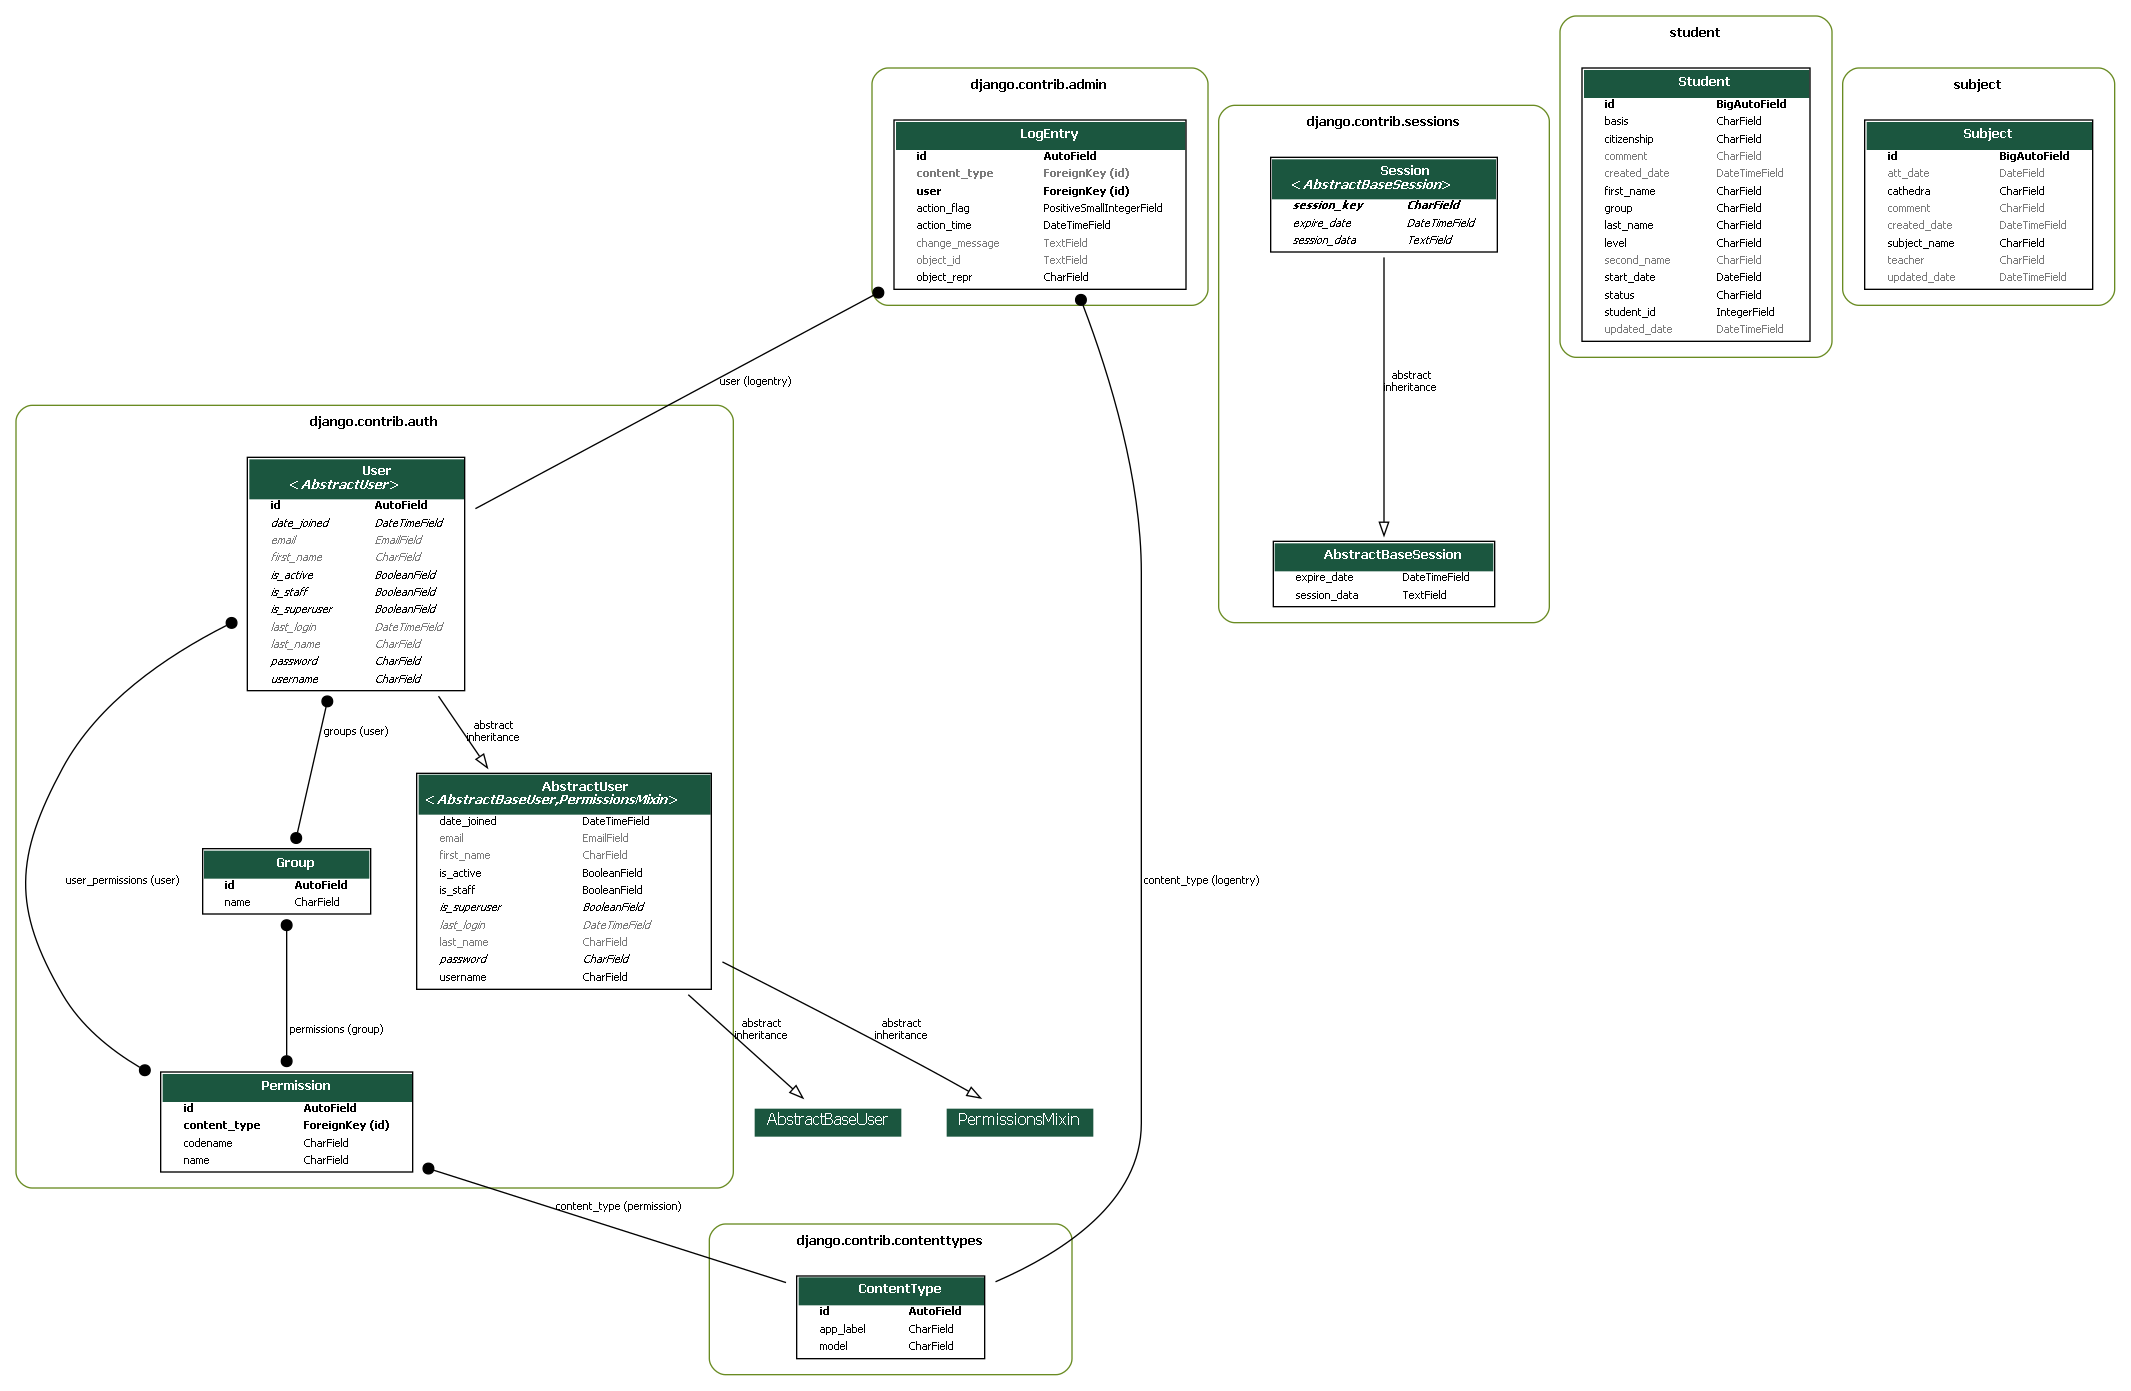 student
Student
id BigAutoField
basis CharField
citizenship CharField
comment CharField
created_date DateTimeField
first_name CharField
group CharField
last_name CharField
level CharField
second_name CharField
start_date DateField
status CharField
student_id IntegerField
updated_date DateTimeField
subject
Subject
id BigAutoField
att_date DateField
cathedra CharField
comment CharField
created_date DateTimeField
subject_name CharField
teacher CharField
updated_date DateTimeField
django.contrib.admin
LogEntry
id AutoField
content_type ForeignKey (id)
user ForeignKey (id)
action_flag PositiveSmallIntegerField
action_time DateTimeField
change_message TextField
object_id TextField
object_repr CharField
django.contrib.sessions
Session
<AbstractBaseSession>
session_key CharField
expire_date DateTimeField
session_data TextField
abstract
inheritance
AbstractBaseSession
expire_date DateTimeField
session_data TextField
user (logentry)
django.contrib.auth
User
<AbstractUser>
id AutoField
date_joined DateTimeField
email EmailField
first_name CharField
is_active BooleanField
is_staff BooleanField
is_superuser BooleanField
last_login DateTimeField
last_name CharField
password CharField
username CharField
groups (user)
abstract
inheritance
AbstractUser
<AbstractBaseUser,PermissionsMixin>
date_joined DateTimeField
email EmailField
first_name CharField
is_active BooleanField
is_staff BooleanField
is_superuser BooleanField
last_login DateTimeField
last_name CharField
password CharField
username CharField
user_permissions (user)
Group
id AutoField
name CharField
content_type (logentry)
permissions (group)
abstract
inheritance
abstract
inheritance
Permission
id AutoField
content_type ForeignKey (id)
codename CharField
name CharField
AbstractBaseUser
PermissionsMixin
content_type (permission)
django.contrib.contenttypes
ContentType
id AutoField
app_label CharField
model CharField